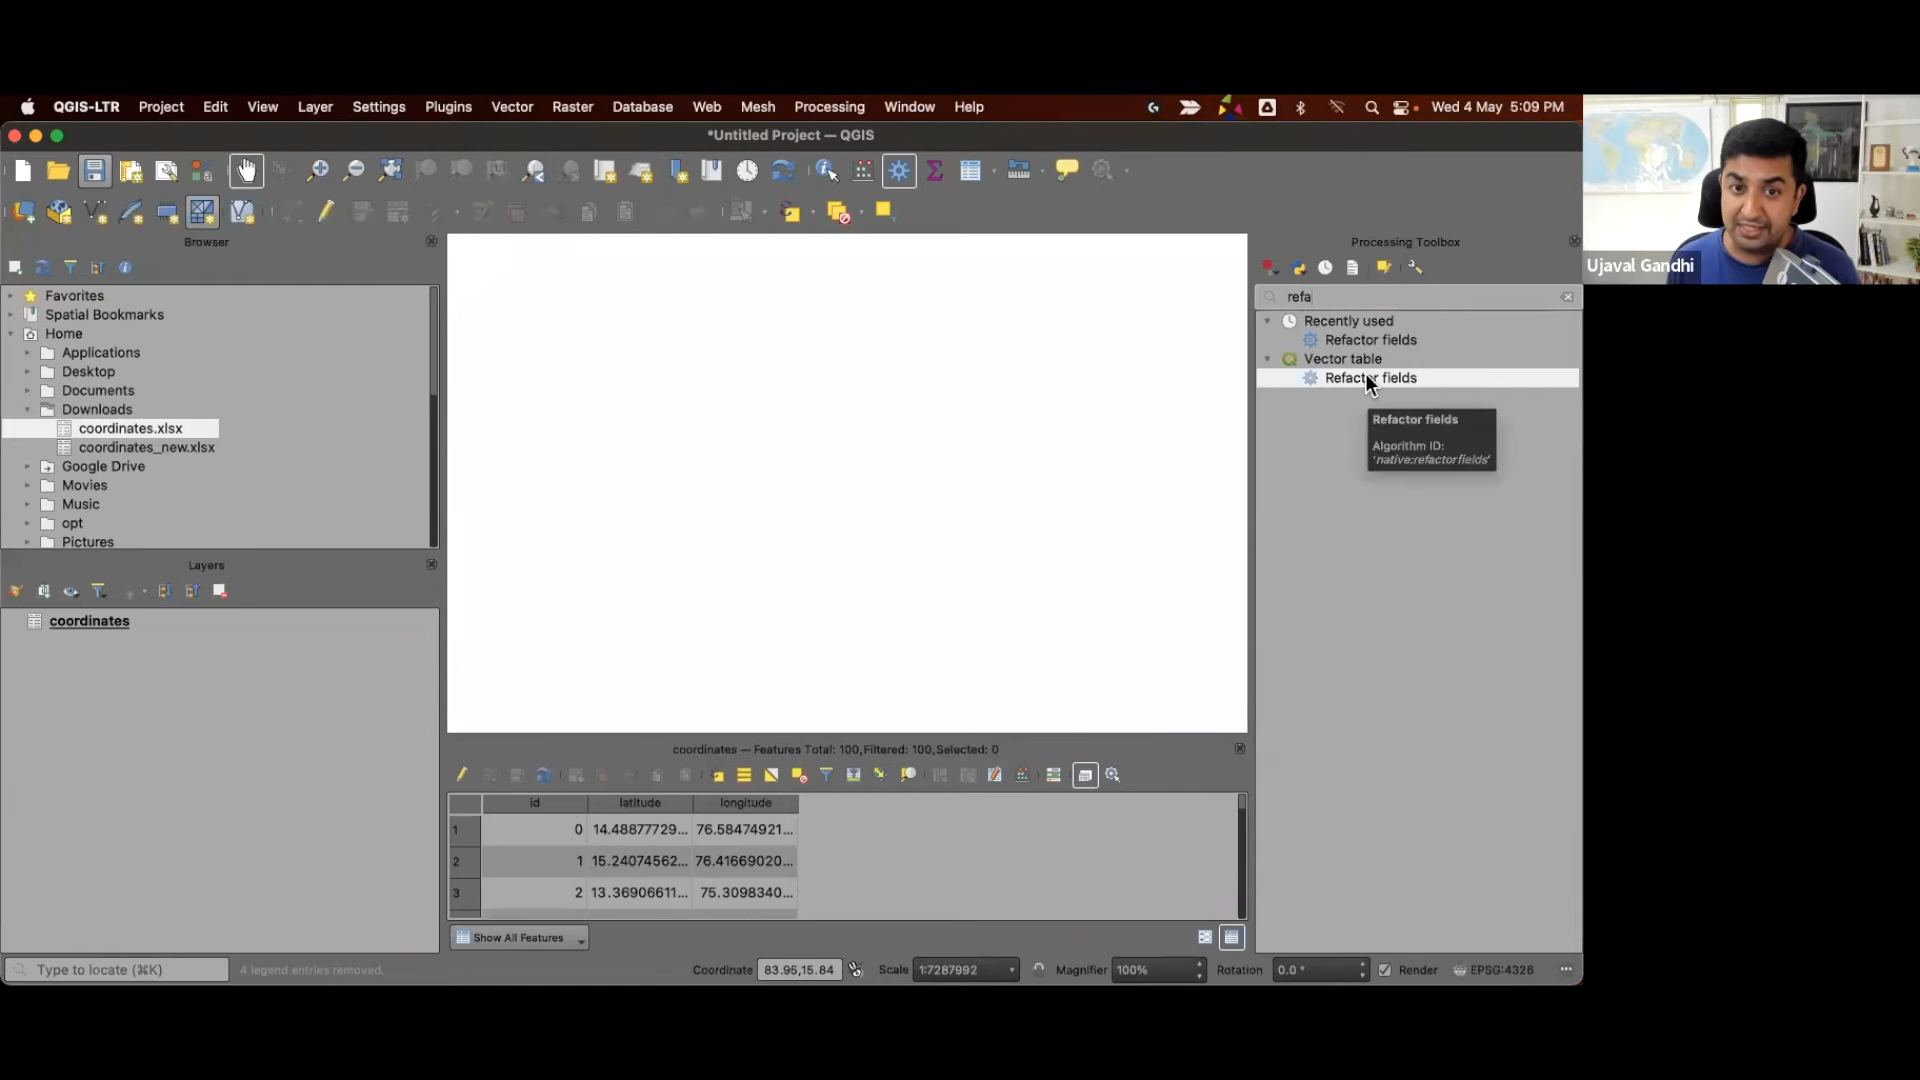 QGIS-LTR Project Edit View Layer Settings Plugins Vector Raster Database Web Mesh Processing Window Help Wed 4 May 5:09 PM
*Untitled Project — QGIS
Browser
Processing Toolbox
Ujaval Gandhi
Favorites
Spatial Bookmarks
Home
Applications
Desktop
Documents
Downloads
coordinates.xlsx
coordinates_new.xlsx
Google Drive
Movies
Music
opt
Pictures
refa
Recently used
Refactor fields
Vector table
Refactor fields
Refactor fields
Algorithm ID:
'native:refactorfields'
Layers
coordinates
coordinates — Features Total: 100, Filtered: 100, Selected: 0
id latitude longitude
1 0 14.48877729... 76.58474921...
2 1 15.24074562... 76.41669020...
3 2 13.36906611... 75.3098340...
Show All Features
Type to locate (⌘K) 4 legend entries removed. Coordinate 83.95,15.84 Scale 1:7287992 Magnifier 100% Rotation 0.0 ° Render EPSG:4326